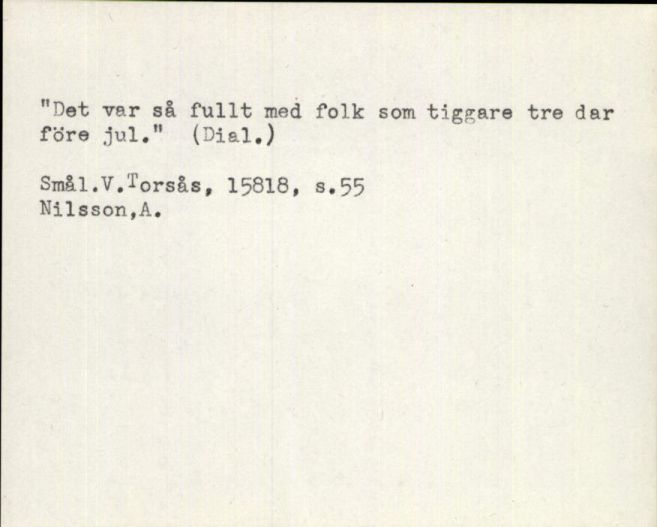 "Det var så fullt med folk som tiggare tre dar
före jul."  (Dial.)
Smål.V.Torsås, 15818, s.55
Nilsson,A.